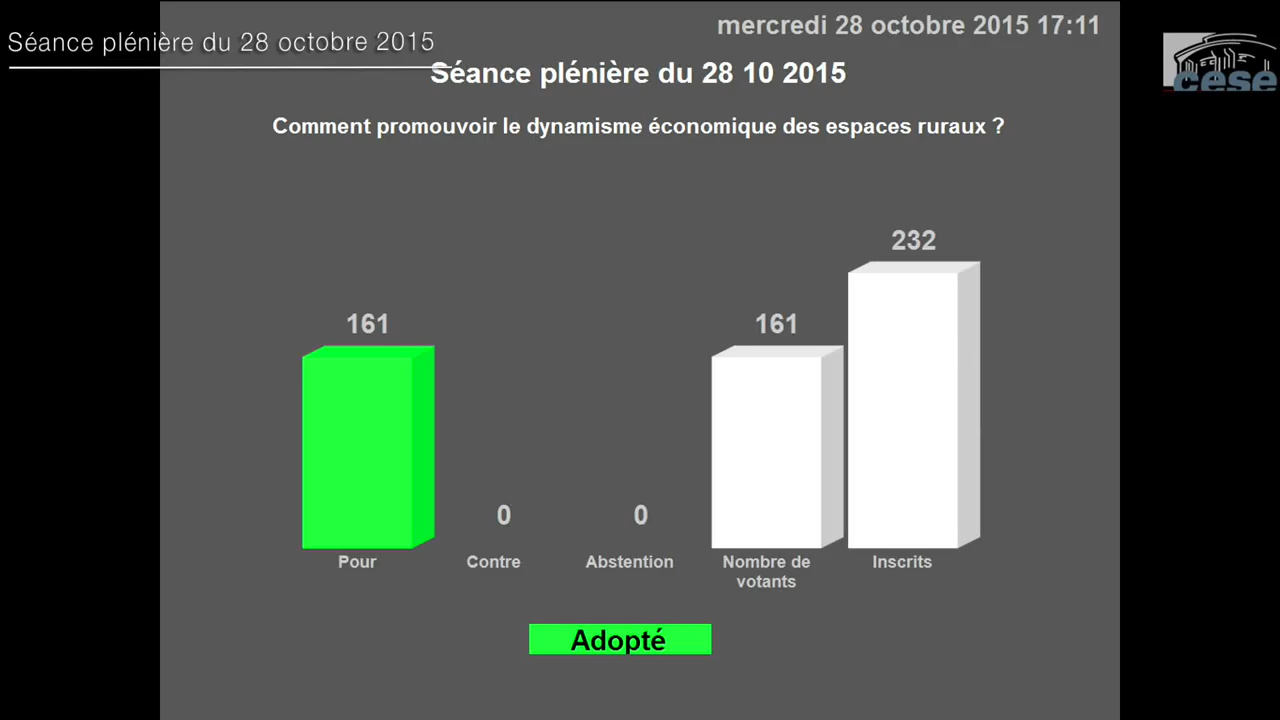 mercredi 28 octobre 2015 17:11
Séance plénière du 28 octobre 2015
Séance plénière du 28 10 2015
cese
Comment promouvoir le dynamisme économique des espaces ruraux ?
232
161
161
0
0
Pour
Contre
Abstention
Nombre de
votants
Inscrits
Adopté